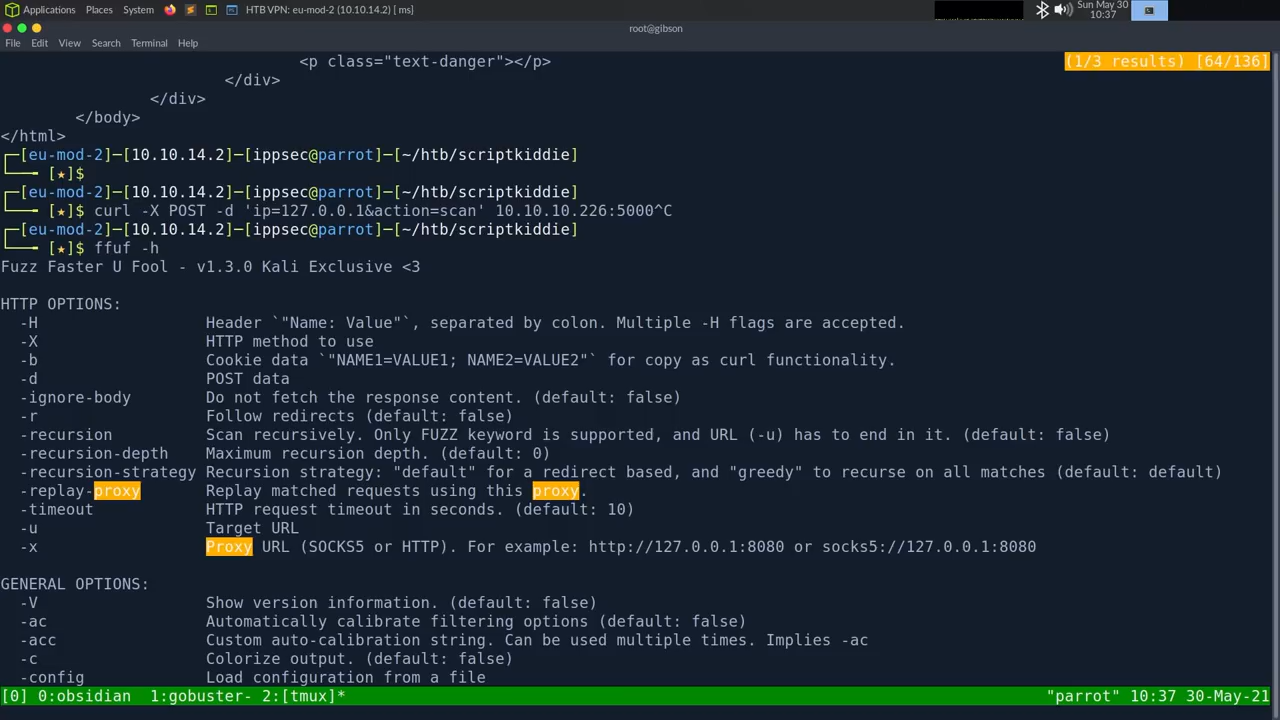 Applications Places System HTB VPN: eu-mod-2 (10.10.14.2) [ ms] Sun May 30
10:37
root@gibson
File Edit View Search Terminal Help
<p class="text-danger"></p> (1/3 results) [64/136]
</div>
</div>
</body>
</html>
┌─[eu-mod-2]─[10.10.14.2]─[ippsec@parrot]─[~/htb/scriptkiddie]
└──╼ [★]$
┌─[eu-mod-2]─[10.10.14.2]─[ippsec@parrot]─[~/htb/scriptkiddie]
└──╼ [★]$ curl -X POST -d 'ip=127.0.0.1&action=scan' 10.10.10.226:5000^C
┌─[eu-mod-2]─[10.10.14.2]─[ippsec@parrot]─[~/htb/scriptkiddie]
└──╼ [★]$ ffuf -h
Fuzz Faster U Fool - v1.3.0 Kali Exclusive <3
HTTP OPTIONS:
-H Header `"Name: Value"`, separated by colon. Multiple -H flags are accepted.
-X HTTP method to use
-b Cookie data `"NAME1=VALUE1; NAME2=VALUE2"` for copy as curl functionality.
-d POST data
-ignore-body Do not fetch the response content. (default: false)
-r Follow redirects (default: false)
-recursion Scan recursively. Only FUZZ keyword is supported, and URL (-u) has to end in it. (default: false)
-recursion-depth Maximum recursion depth. (default: 0)
-recursion-strategy Recursion strategy: "default" for a redirect based, and "greedy" to recurse on all matches (default: default)
-replay-proxy Replay matched requests using this proxy.
-timeout HTTP request timeout in seconds. (default: 10)
-u Target URL
-x Proxy URL (SOCKS5 or HTTP). For example: http://127.0.0.1:8080 or socks5://127.0.0.1:8080
GENERAL OPTIONS:
-V Show version information. (default: false)
-ac Automatically calibrate filtering options (default: false)
-acc Custom auto-calibration string. Can be used multiple times. Implies -ac
-c Colorize output. (default: false)
-config Load configuration from a file
[0] 0:obsidian 1:gobuster- 2:[tmux]* "parrot" 10:37 30-May-21